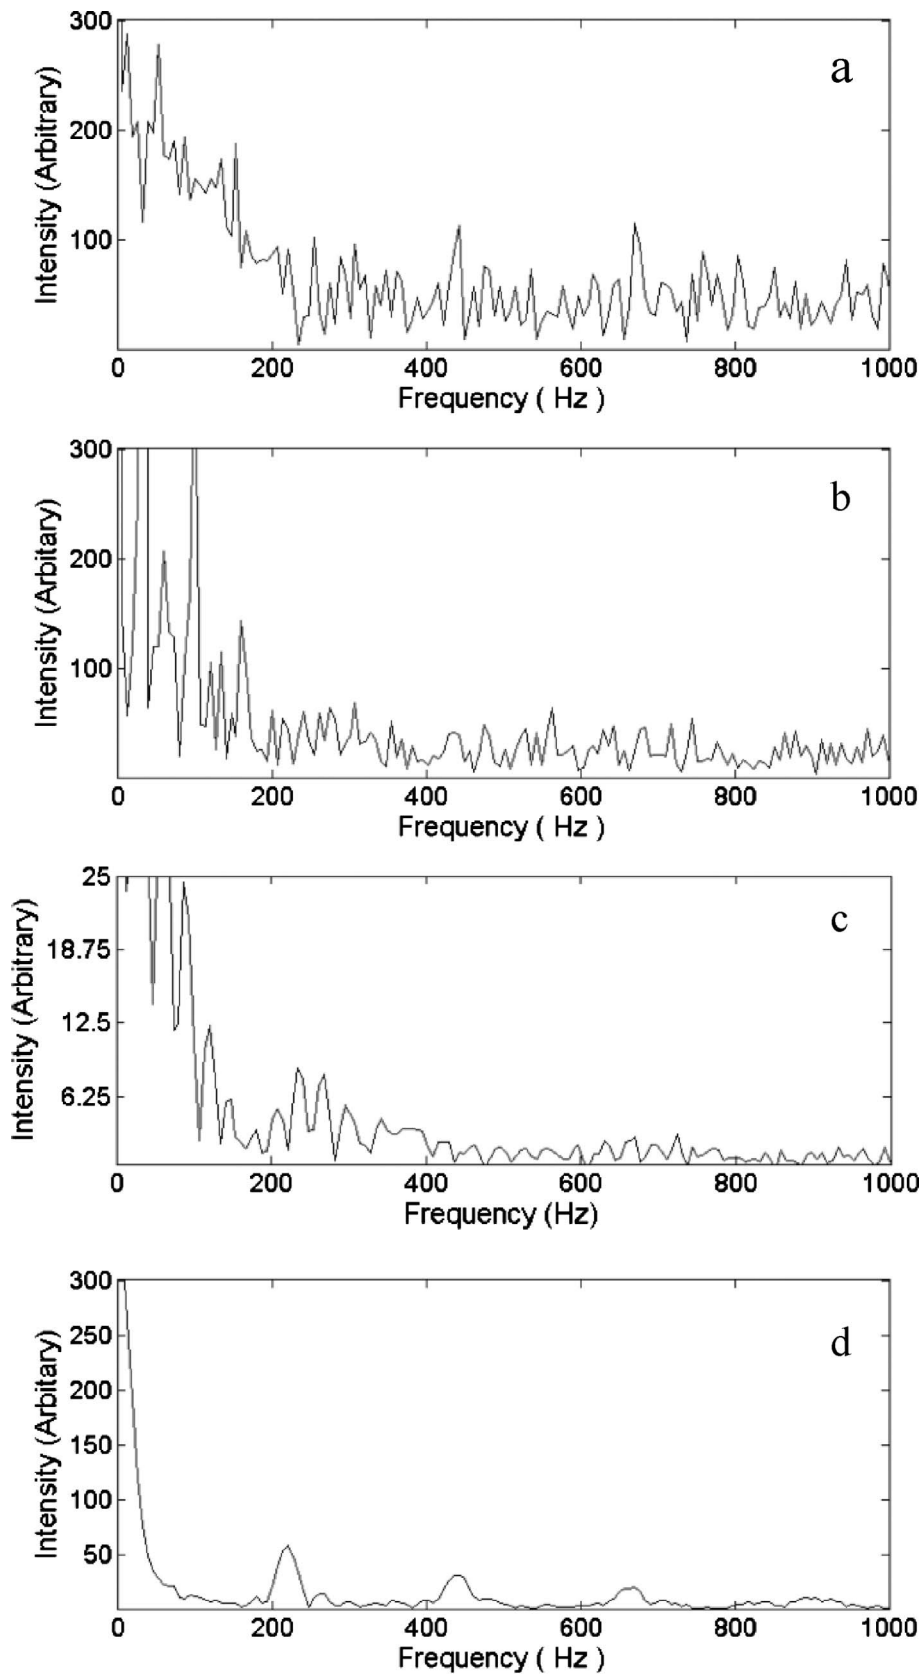 300
a
Intensity (Arbitrary)
200
100
0 200 400 600 800 1000
Frequency ( Hz )
300
b
Intensity (Arbitary)
200
100
0 200 400 600 800 1000
Frequency ( Hz )
25
c
Intensity (Arbitrary)
18.75
12.5
6.25
0 200 400 600 800 1000
Frequency (Hz)
300
d
Intensity (Arbitary)
250
200
150
100
50
0 200 400 600 800 1000
Frequency ( Hz )